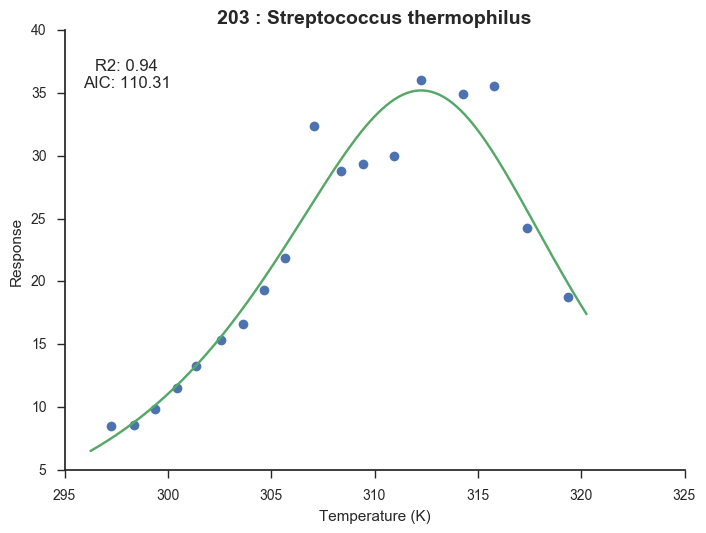 203 : Streptococcus thermophilus
40
R2: 0.94
AIC: 110.31
35
30
25
20
15
10
5
Response
295 300 305 310 315 320 325
Temperature (K)